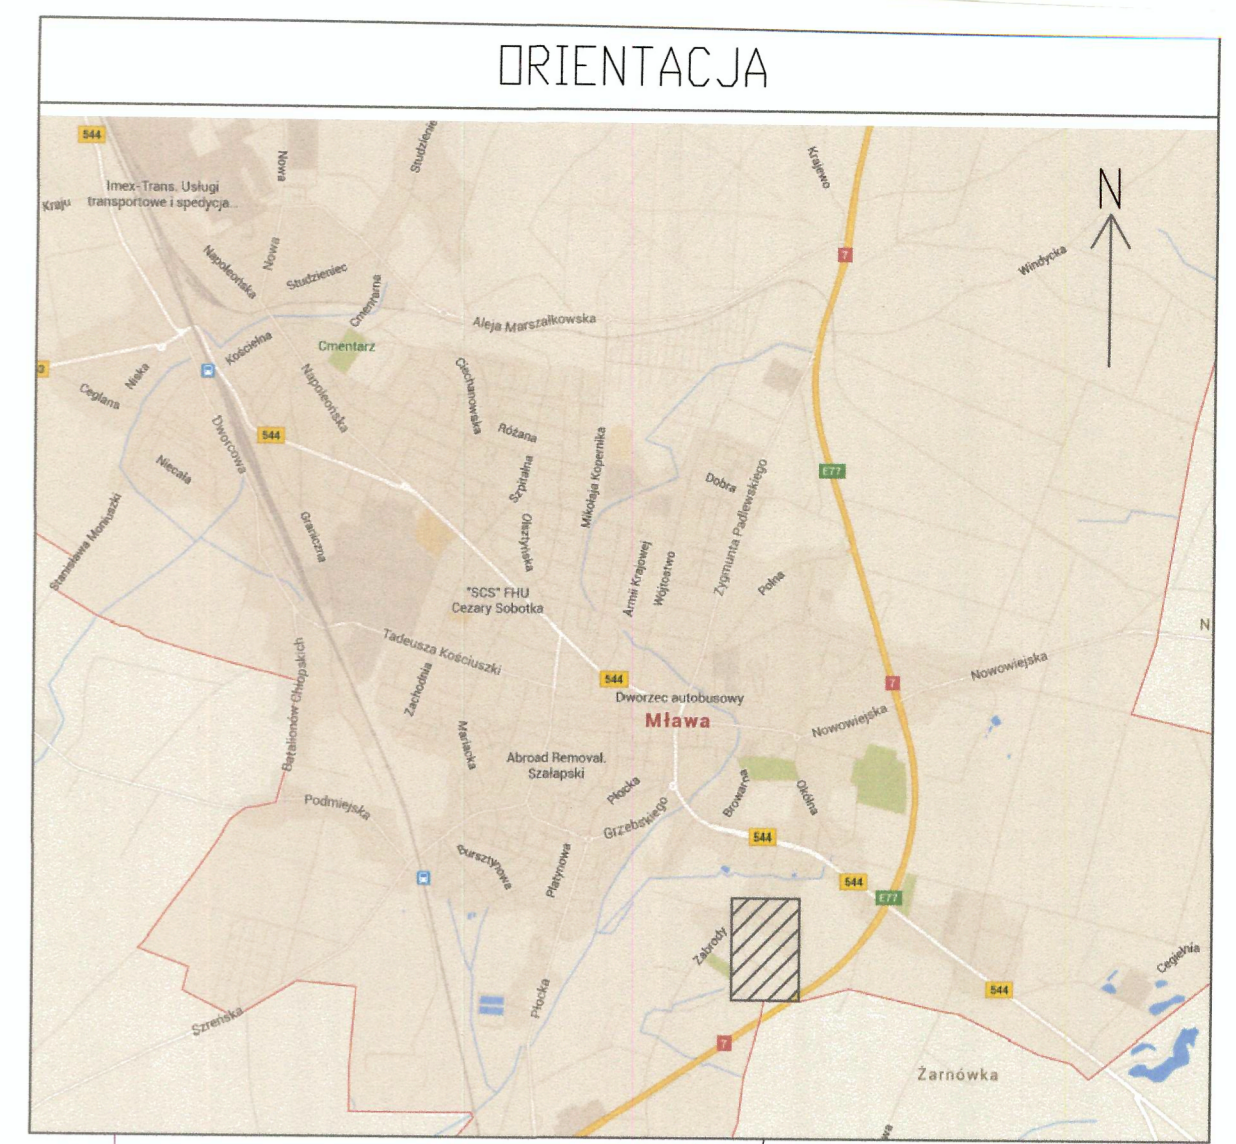 ORIENTACJA
544
Nowa
Studzienie
Krajewo
N
Imex-Trans. Usługi
transportowe i spedycja...
Kraju
7
Windycka
Nowa
Napoleońska
Studzieniec
Cmentarna
Aleja Marszałkowska
Kościelna
Cmentarz
3
Niska
Ceglana
Napoleońska
Ciechanowska
Różana
Dworcowa
544
Mikołaja Kopernika
Niecała
Szpitalna
Dobra
Zygmunta Padlewskiego
E77
Stanisława Moniuszki
Graniczna
Olsztyńska
Armii Krajowej
Wójtostwo
Polna
"SCS" FHU
Cezary Sobotka
N
Tadeusza Kościuszki
Batalionów Chłopskich
Zachodnia
544
Dworzec autobusowy
Mława
7
Nowowiejska
Nowowiejska
Mariacka
Abroad Removal.
Szałapski
Płocka
Browarna
Okólna
Podmiejska
Grzebskiego
544
Bursztynowa
Platynowa
544
E77
Zabrody
Cegielnia
Płocka
544
Szreńska
7
Żarnówka
wa